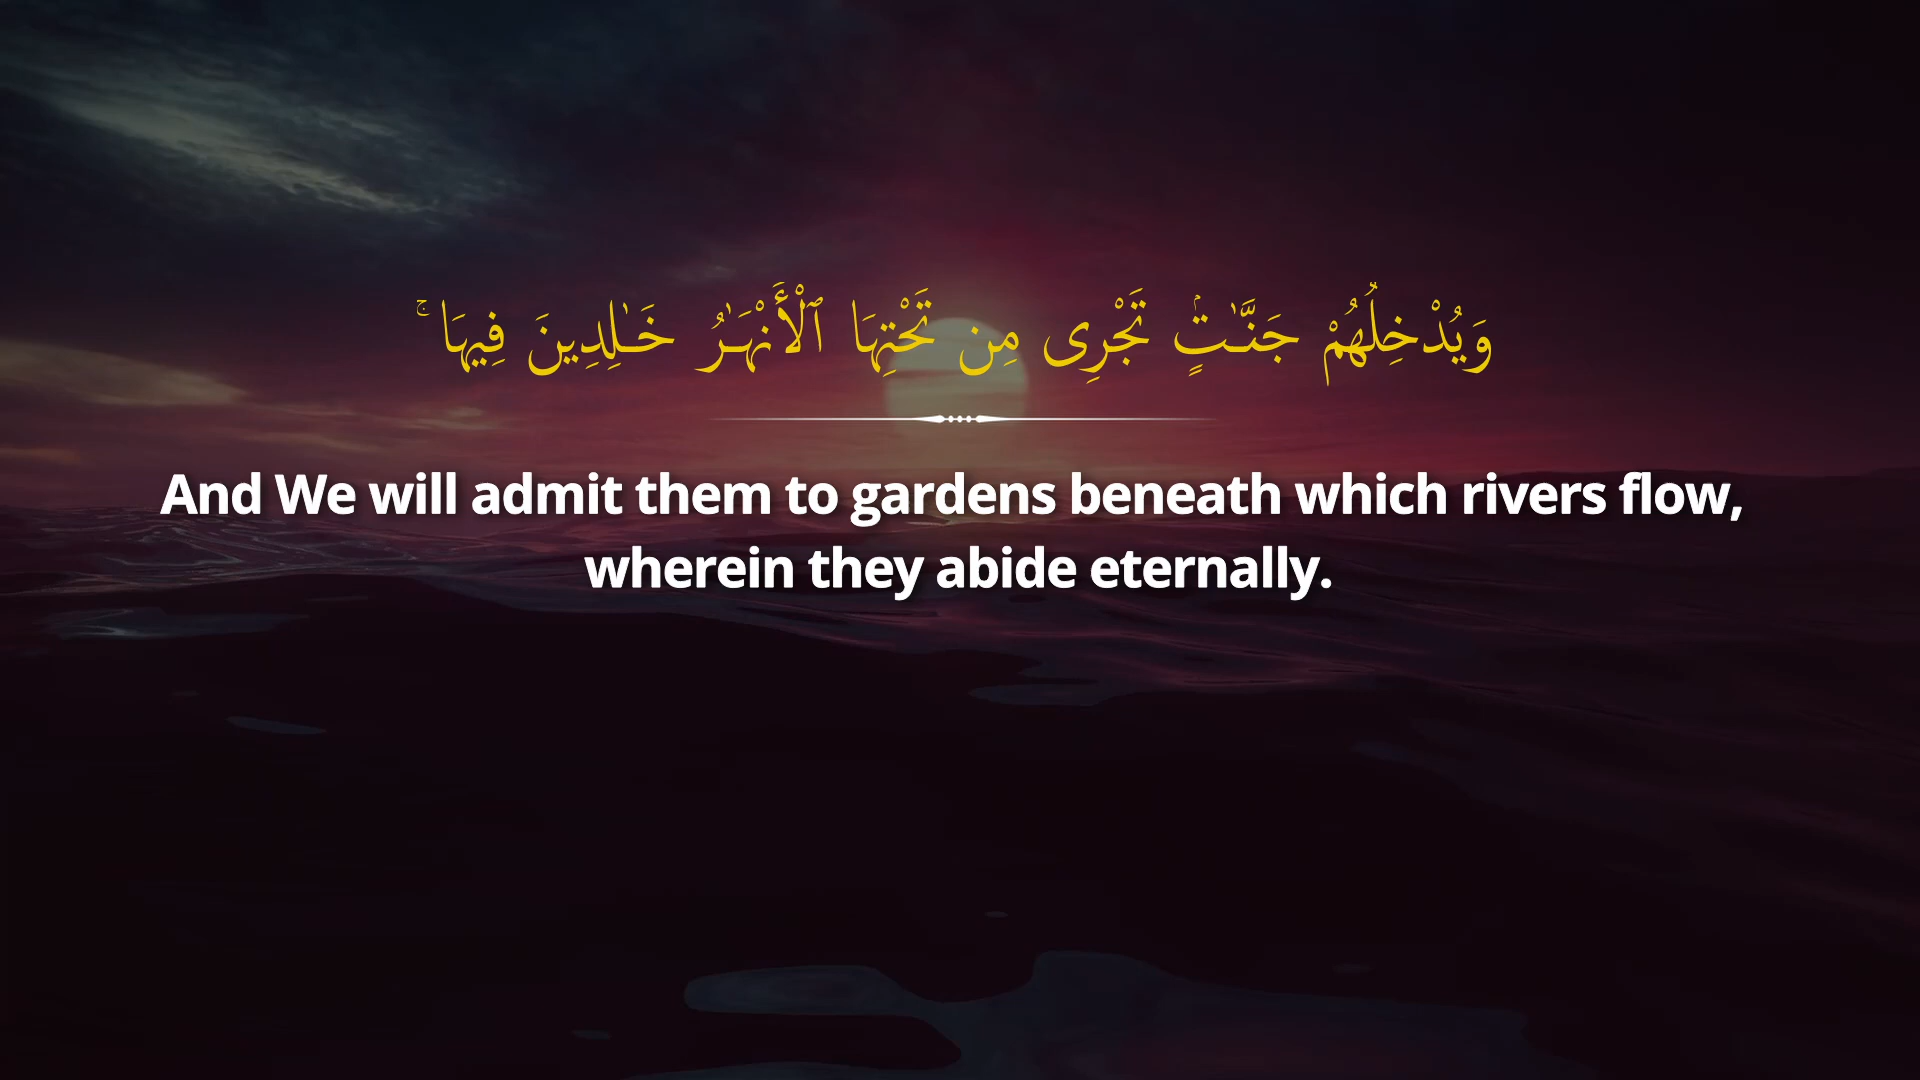 وَيُدْخِلُهُمْ جَنَّـٰتٍۢ تَجْرِى مِن تَحْتِهَا ٱلْأَنْهَـٰرُ خَـٰلِدِينَ فِيهَا ۚ
And We will admit them to gardens beneath which rivers flow,
wherein they abide eternally.